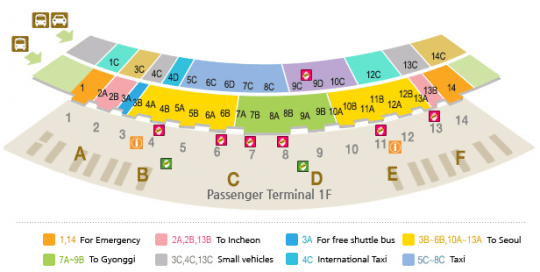 1C 3C 4C 4D 5C 6C 6D 7C 8C 9C 9D 10C 12C 13C 14C
1 2A 2B 3A 3B 4A 4B 5A 5B 6A 6B 7A 7B 8A 8B 9A 9B 10A 10B 11A 11B 12A 12B 13A 13B 14
1 2 3 4 5 6 7 8 9 10 11 12 13 14
A B C D E F
Passenger Terminal 1F
1,14 For Emergency 2A,2B,13B To Incheon 3A For free shuttle bus 3B~6B,10A~13A To Seoul
7A~9B To Gyonggi 3C,4C,13C Small vehicles 4C International Taxi 5C~8C Taxi